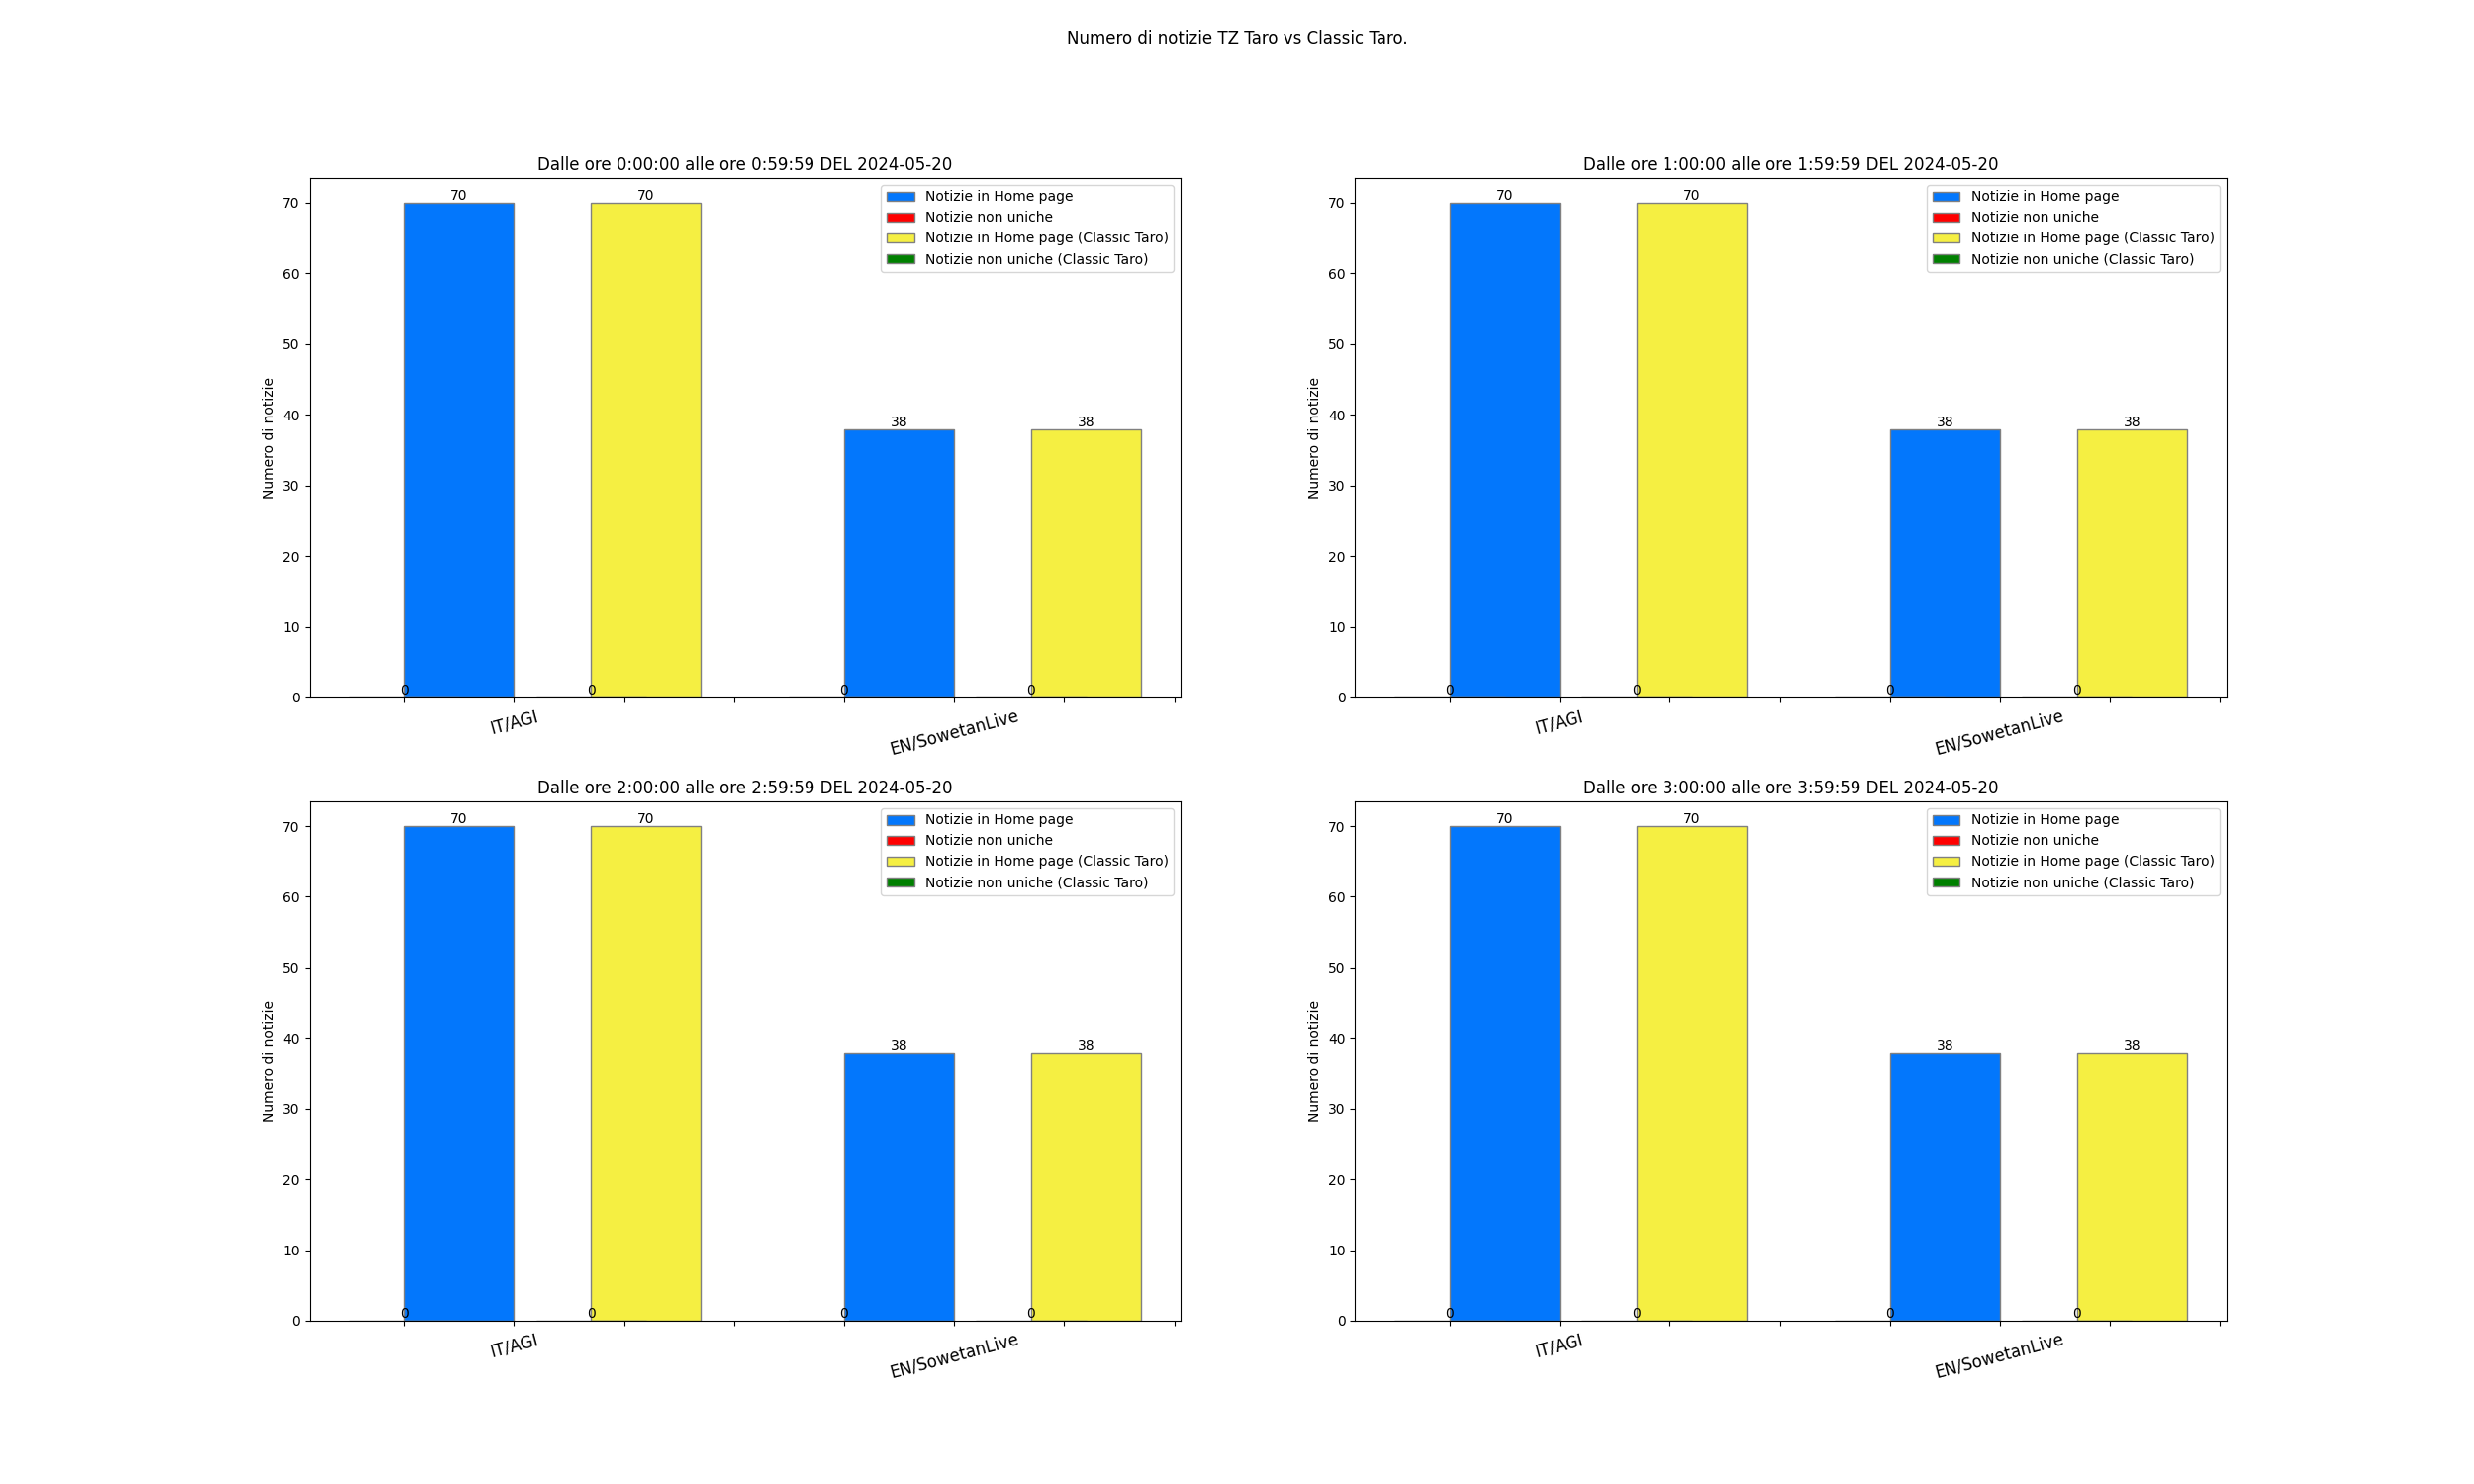 Numero di notizie TZ Taro vs Classic Taro.
Dalle ore 0:00:00 alle ore 0:59:59 DEL 2024-05-20
Numero di notizie
70
60
50
40
30
20
10
0
70
70
38
38
0
0
0
0
Notizie in Home page
Notizie non uniche
Notizie in Home page (Classic Taro)
Notizie non uniche (Classic Taro)
IT/AGI
EN/SowetanLive
Dalle ore 1:00:00 alle ore 1:59:59 DEL 2024-05-20
Numero di notizie
70
60
50
40
30
20
10
0
70
70
38
38
0
0
0
0
Notizie in Home page
Notizie non uniche
Notizie in Home page (Classic Taro)
Notizie non uniche (Classic Taro)
IT/AGI
EN/SowetanLive
Dalle ore 2:00:00 alle ore 2:59:59 DEL 2024-05-20
Numero di notizie
70
60
50
40
30
20
10
0
70
70
38
38
0
0
0
0
Notizie in Home page
Notizie non uniche
Notizie in Home page (Classic Taro)
Notizie non uniche (Classic Taro)
IT/AGI
EN/SowetanLive
Dalle ore 3:00:00 alle ore 3:59:59 DEL 2024-05-20
Numero di notizie
70
60
50
40
30
20
10
0
70
70
38
38
0
0
0
0
Notizie in Home page
Notizie non uniche
Notizie in Home page (Classic Taro)
Notizie non uniche (Classic Taro)
IT/AGI
EN/SowetanLive